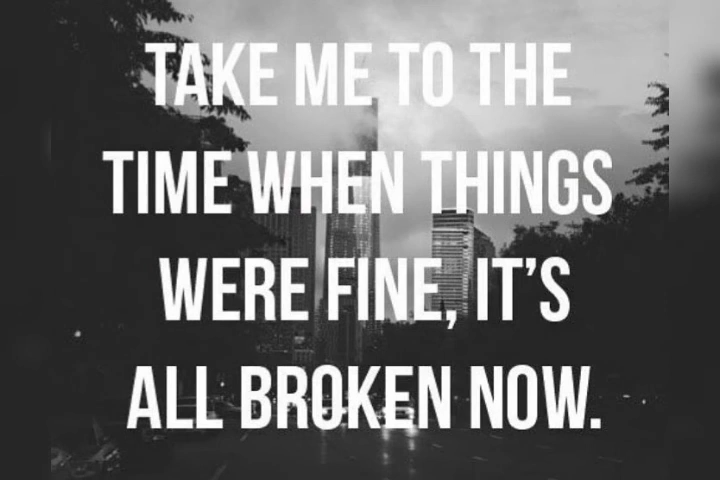 TAKE ME TO THE
TIME WHEN THINGS
WERE FINE, IT'S
ALL BROKEN NOW.